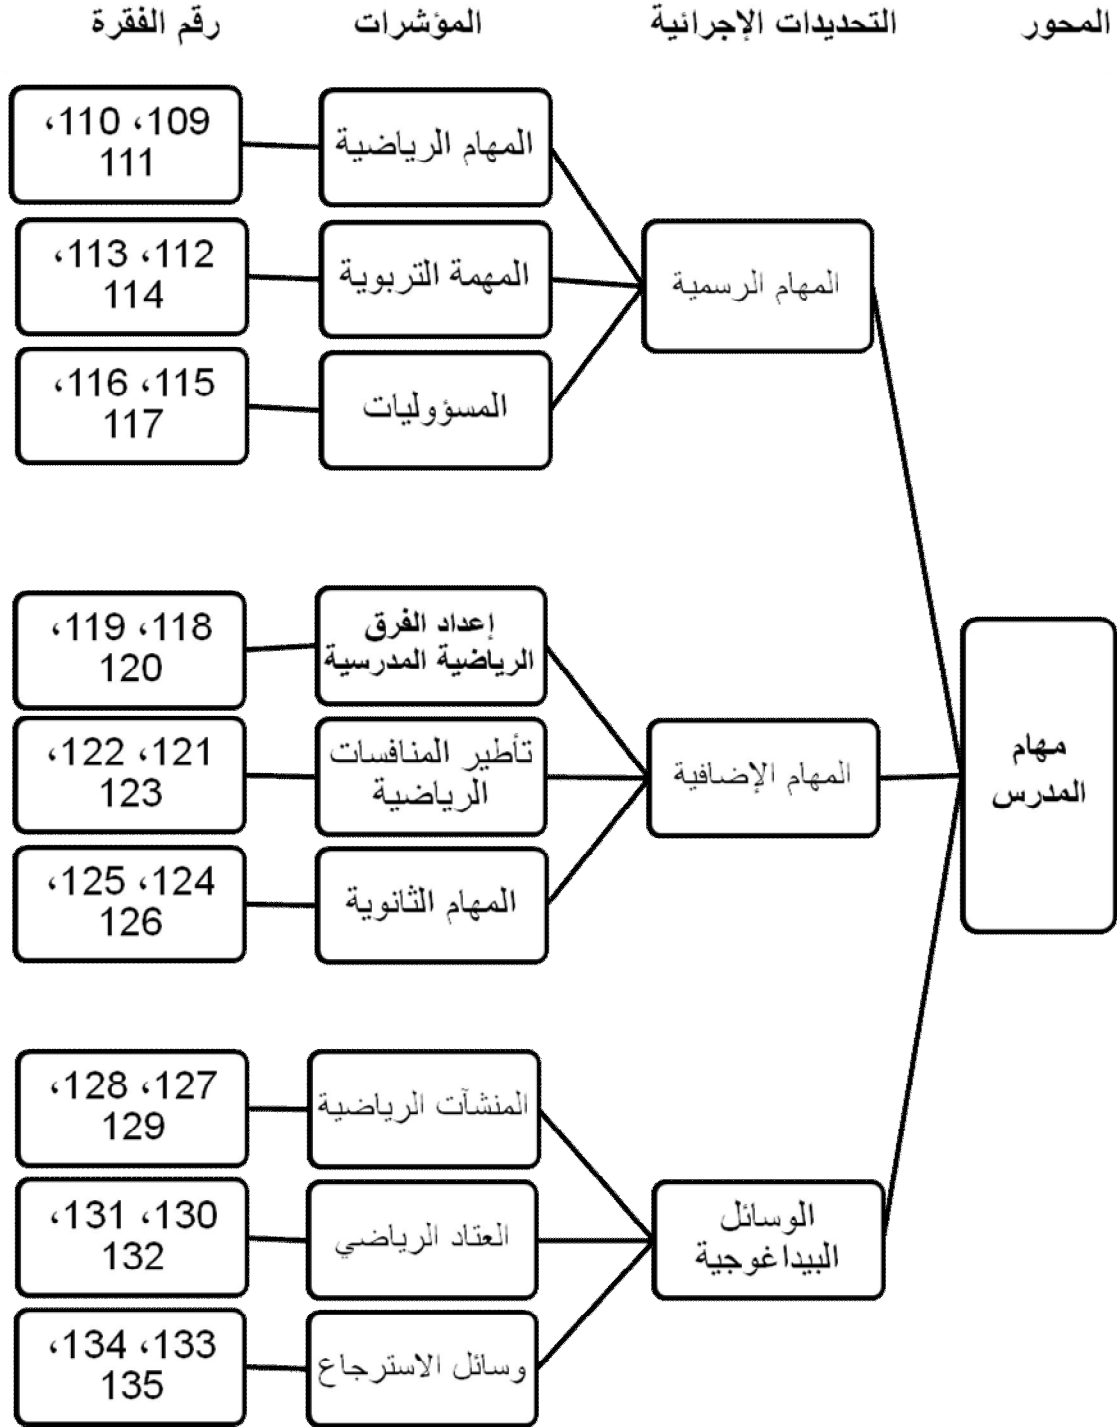 المحور
التحديدات الإجرائية
المؤشرات
رقم الفقرة
مهام
المدرس
المهام الرسمية
المهام الرياضية
109، 110،
111
المهمة التربوية
112، 113،
114
المسؤوليات
115، 116،
117
المهام الإضافية
إعداد الفرق
الرياضية المدرسية
118، 119،
120
تأطير المنافسات
الرياضية
121، 122،
123
المهام الثانوية
124، 125،
126
الوسائل
البيداغوجية
المنشآت الرياضية
127، 128،
129
العتاد الرياضي
130، 131،
132
وسائل الاسترجاع
133، 134،
135